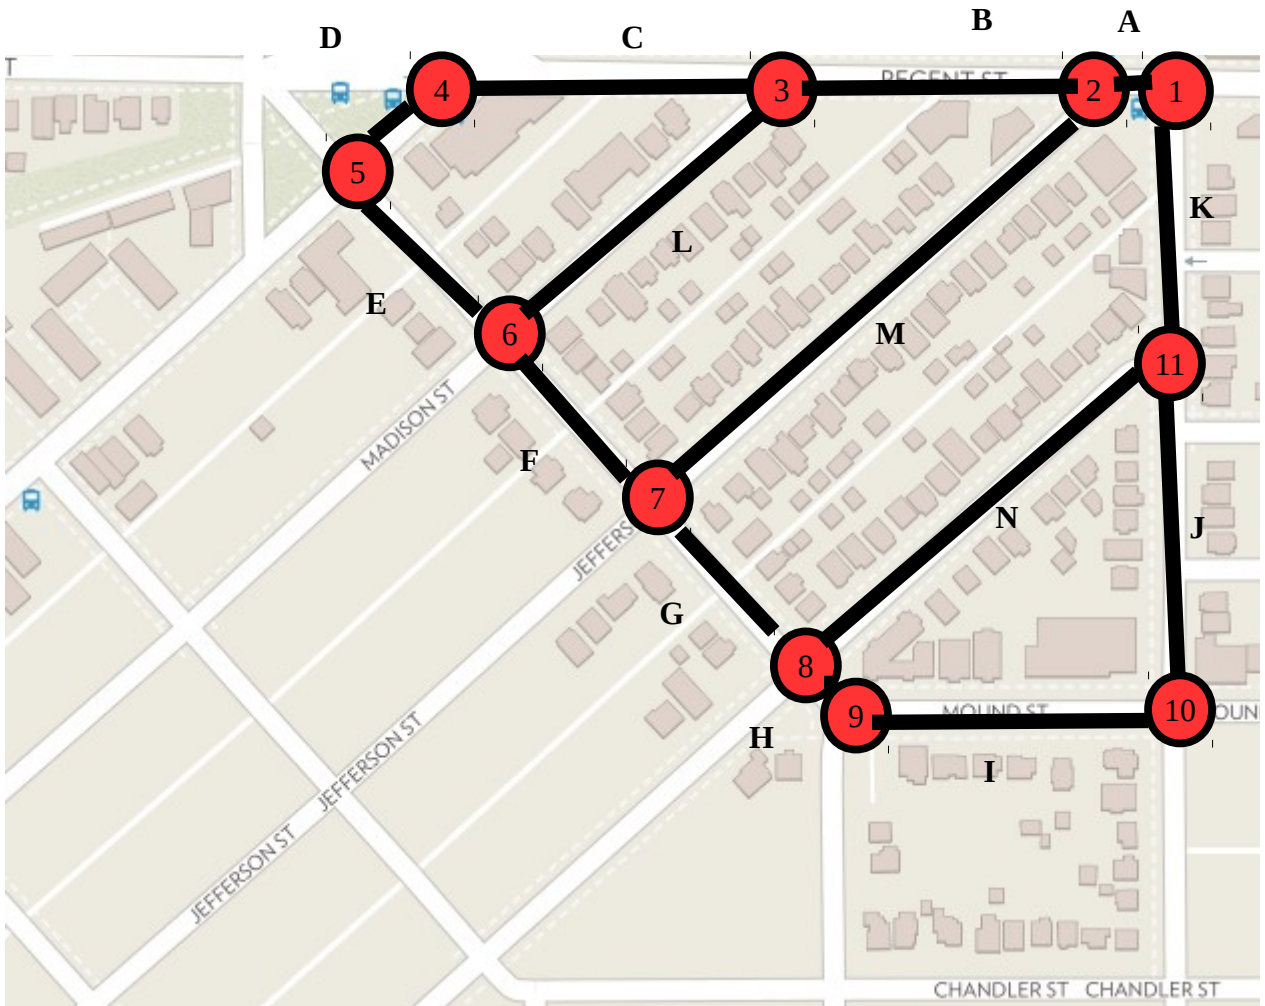 B
A
D
C
T
REGENT ST
4
3
2
1
5
K
L
E
6
M
11
MADISON ST
F
7
N
J
JEFFERS
G
8
9
MOUND ST
10
OUN
H
I
JEFFERSON ST
JEFFERSON ST
CHANDLER ST
CHANDLER ST